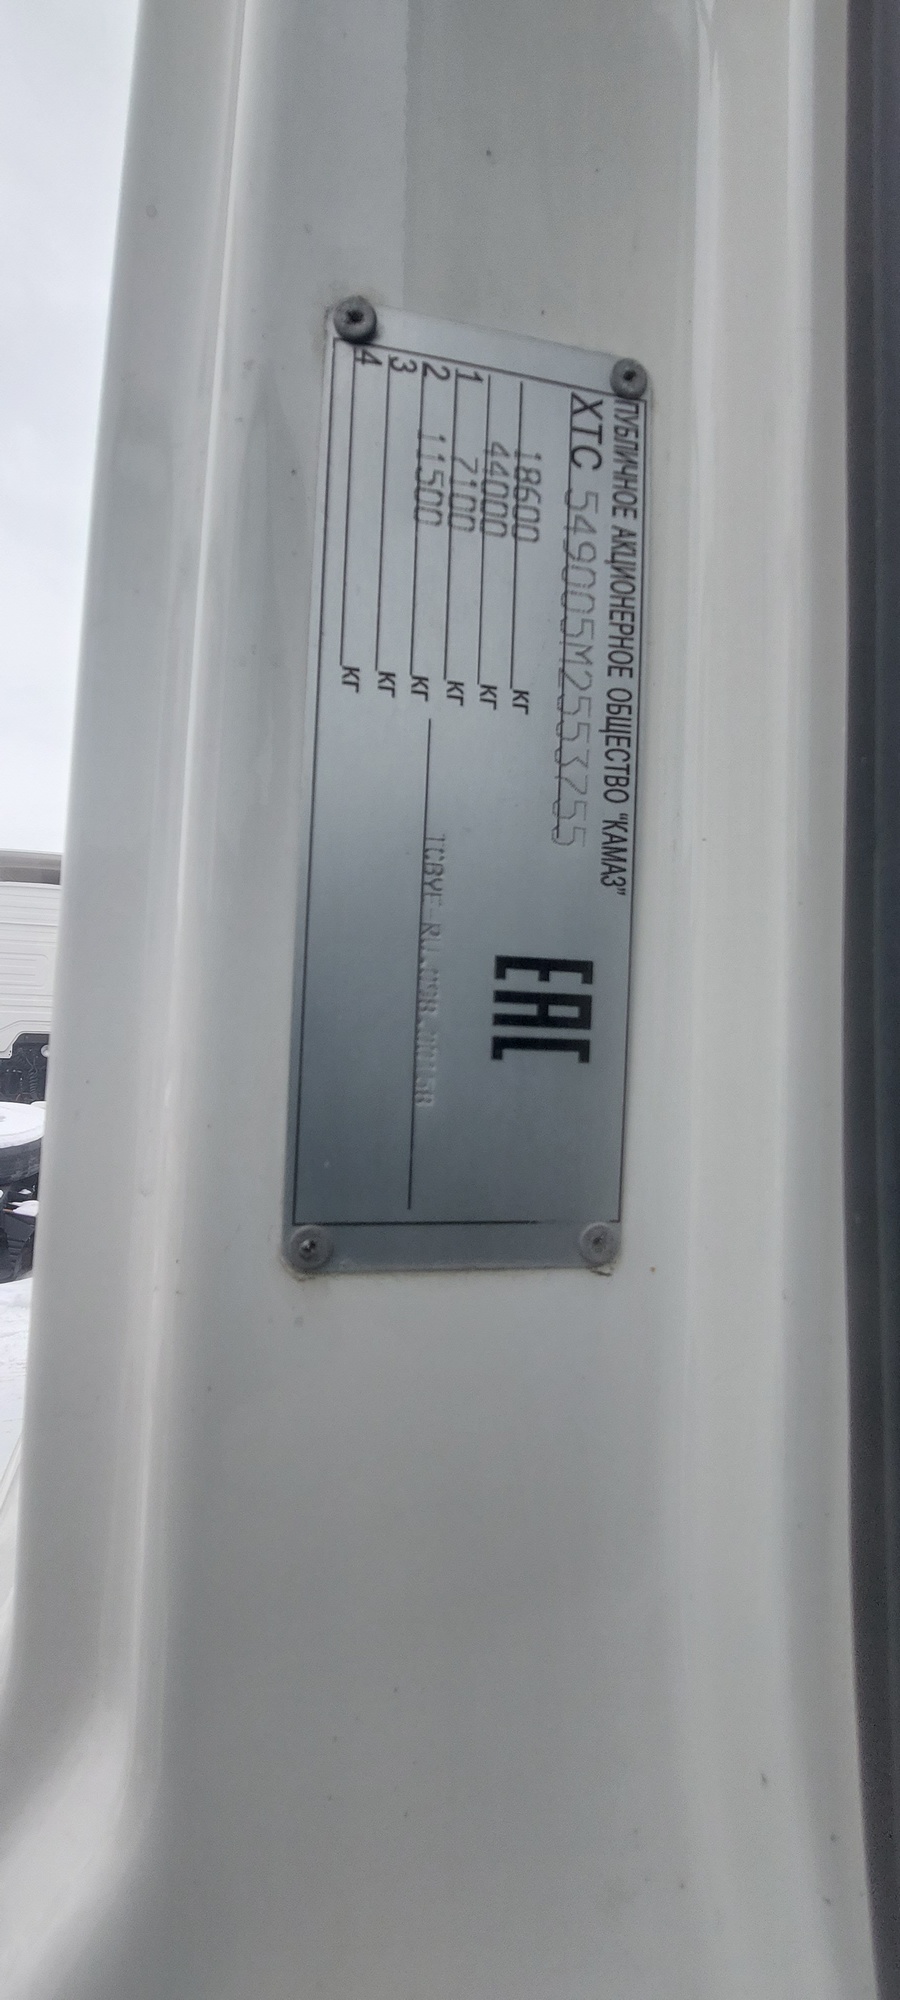 ПУБЛИЧНОЕ АКЦИОНЕРНОЕ ОБЩЕСТВО "КАМАЗ"
XTC 549005M2553755
EAC
18600 кг
44000 кг
1 7100 кг
2 11500 кг
3 кг
4 кг